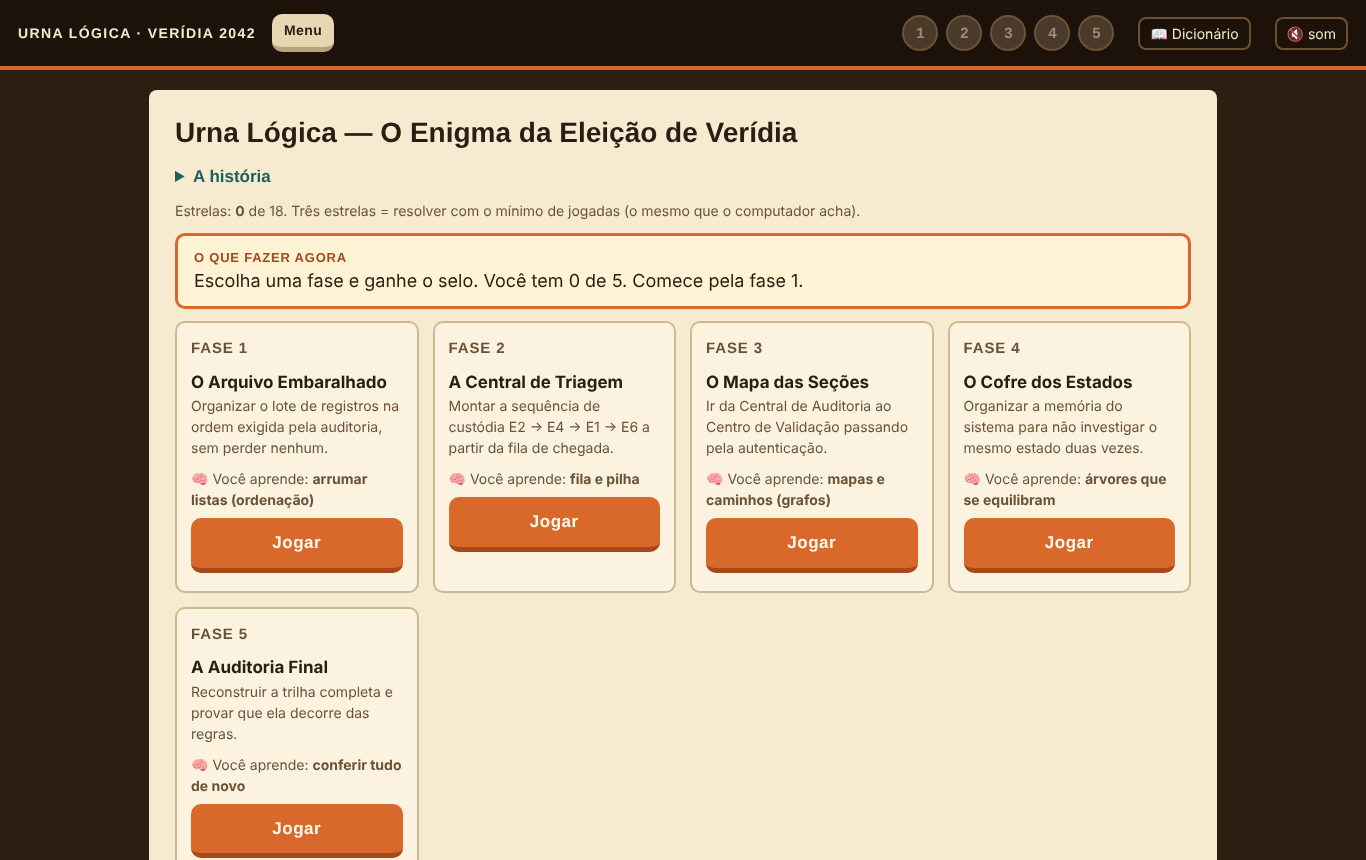 URNA LÓGICA · VERÍDIA 2042
Menu
1
2
3
4
5
📖 Dicionário
🔇 som
Urna Lógica — O Enigma da Eleição de Verídia
▶ A história
Estrelas: 0 de 18. Três estrelas = resolver com o mínimo de jogadas (o mesmo que o computador acha).
O QUE FAZER AGORA
Escolha uma fase e ganhe o selo. Você tem 0 de 5. Comece pela fase 1.
FASE 1
O Arquivo Embaralhado
Organizar o lote de registros na
ordem exigida pela auditoria,
sem perder nenhum.
🧠 Você aprende: arrumar
listas (ordenação)
Jogar
FASE 2
A Central de Triagem
Montar a sequência de
custódia E2 → E4 → E1 → E6 a
partir da fila de chegada.
🧠 Você aprende: fila e pilha
Jogar
FASE 3
O Mapa das Seções
Ir da Central de Auditoria ao
Centro de Validação passando
pela autenticação.
🧠 Você aprende: mapas e
caminhos (grafos)
Jogar
FASE 4
O Cofre dos Estados
Organizar a memória do
sistema para não investigar o
mesmo estado duas vezes.
🧠 Você aprende: árvores que
se equilibram
Jogar
FASE 5
A Auditoria Final
Reconstruir a trilha completa e
provar que ela decorre das
regras.
🧠 Você aprende: conferir tudo
de novo
Jogar